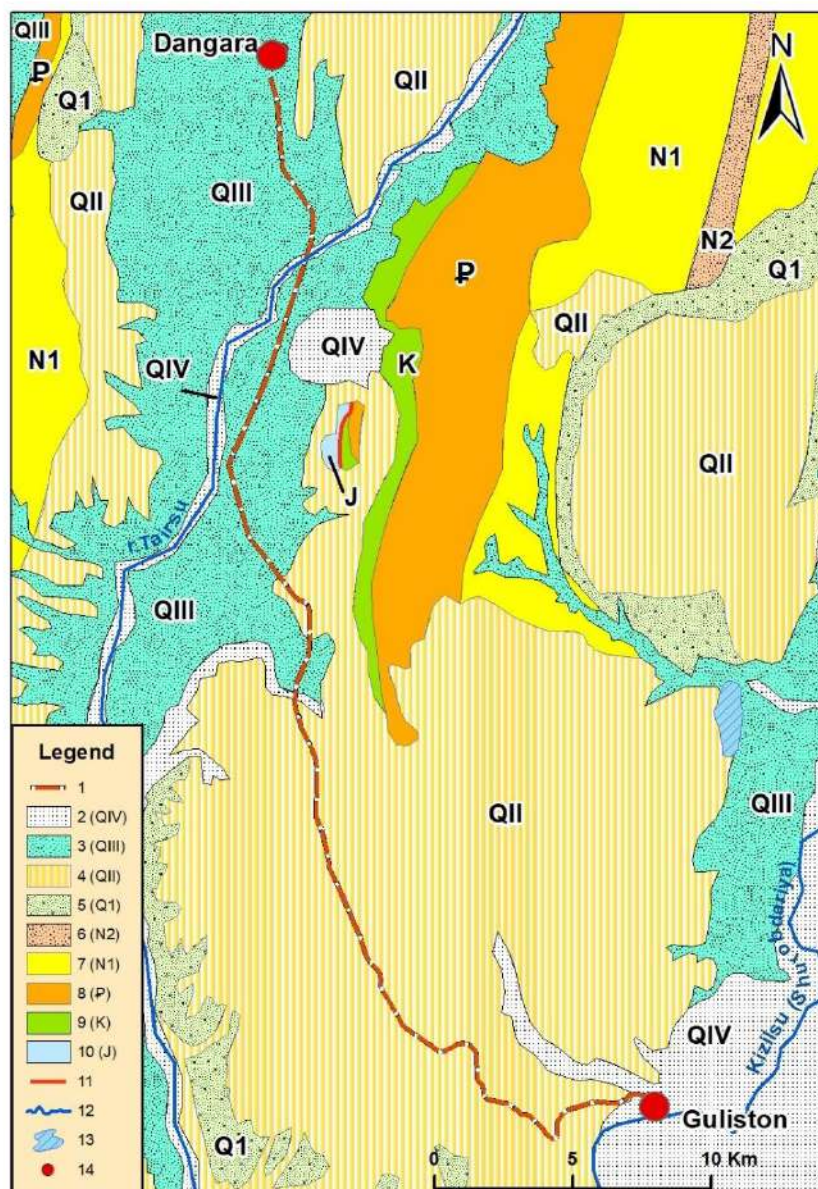 QIII
Dangara
N
P
Q1
QII
QIII
QII
N1
N2
Q1
P
QII
N1
QIV
QIV
K
QII
J
r.Tairsu
QIII
QII
QIII
Kizilsu (Shurobdariya)
QIV
Guliston
Q1
0 5 10 Km
Legend
1
2 (QIV)
3 (QIII)
4 (QII)
5 (Q1)
6 (N2)
7 (N1)
8 (₽)
9 (K)
10 (J)
11
12
13
14